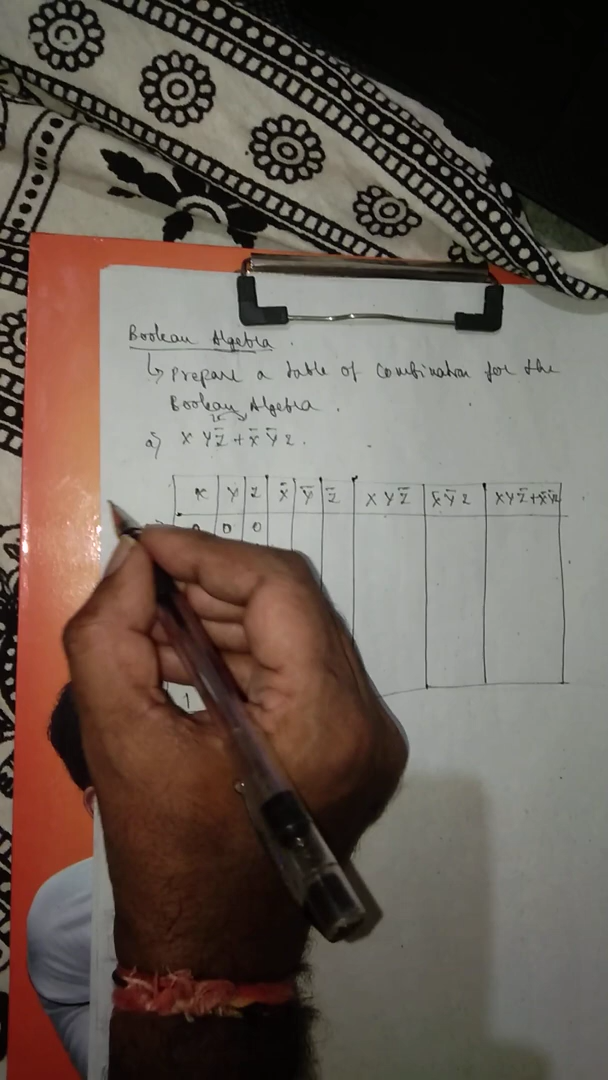 Boolean Algebra.
↳ Prepare a table of combination for the
Boolean Algebra.
a) X Y Z̄ + X̄ Ȳ Z.
X Y Z X̄ Ȳ Z̄ X Y Z̄ X̄ Ȳ Z X Y Z̄ + X̄ Ȳ Z
0 0 0
1